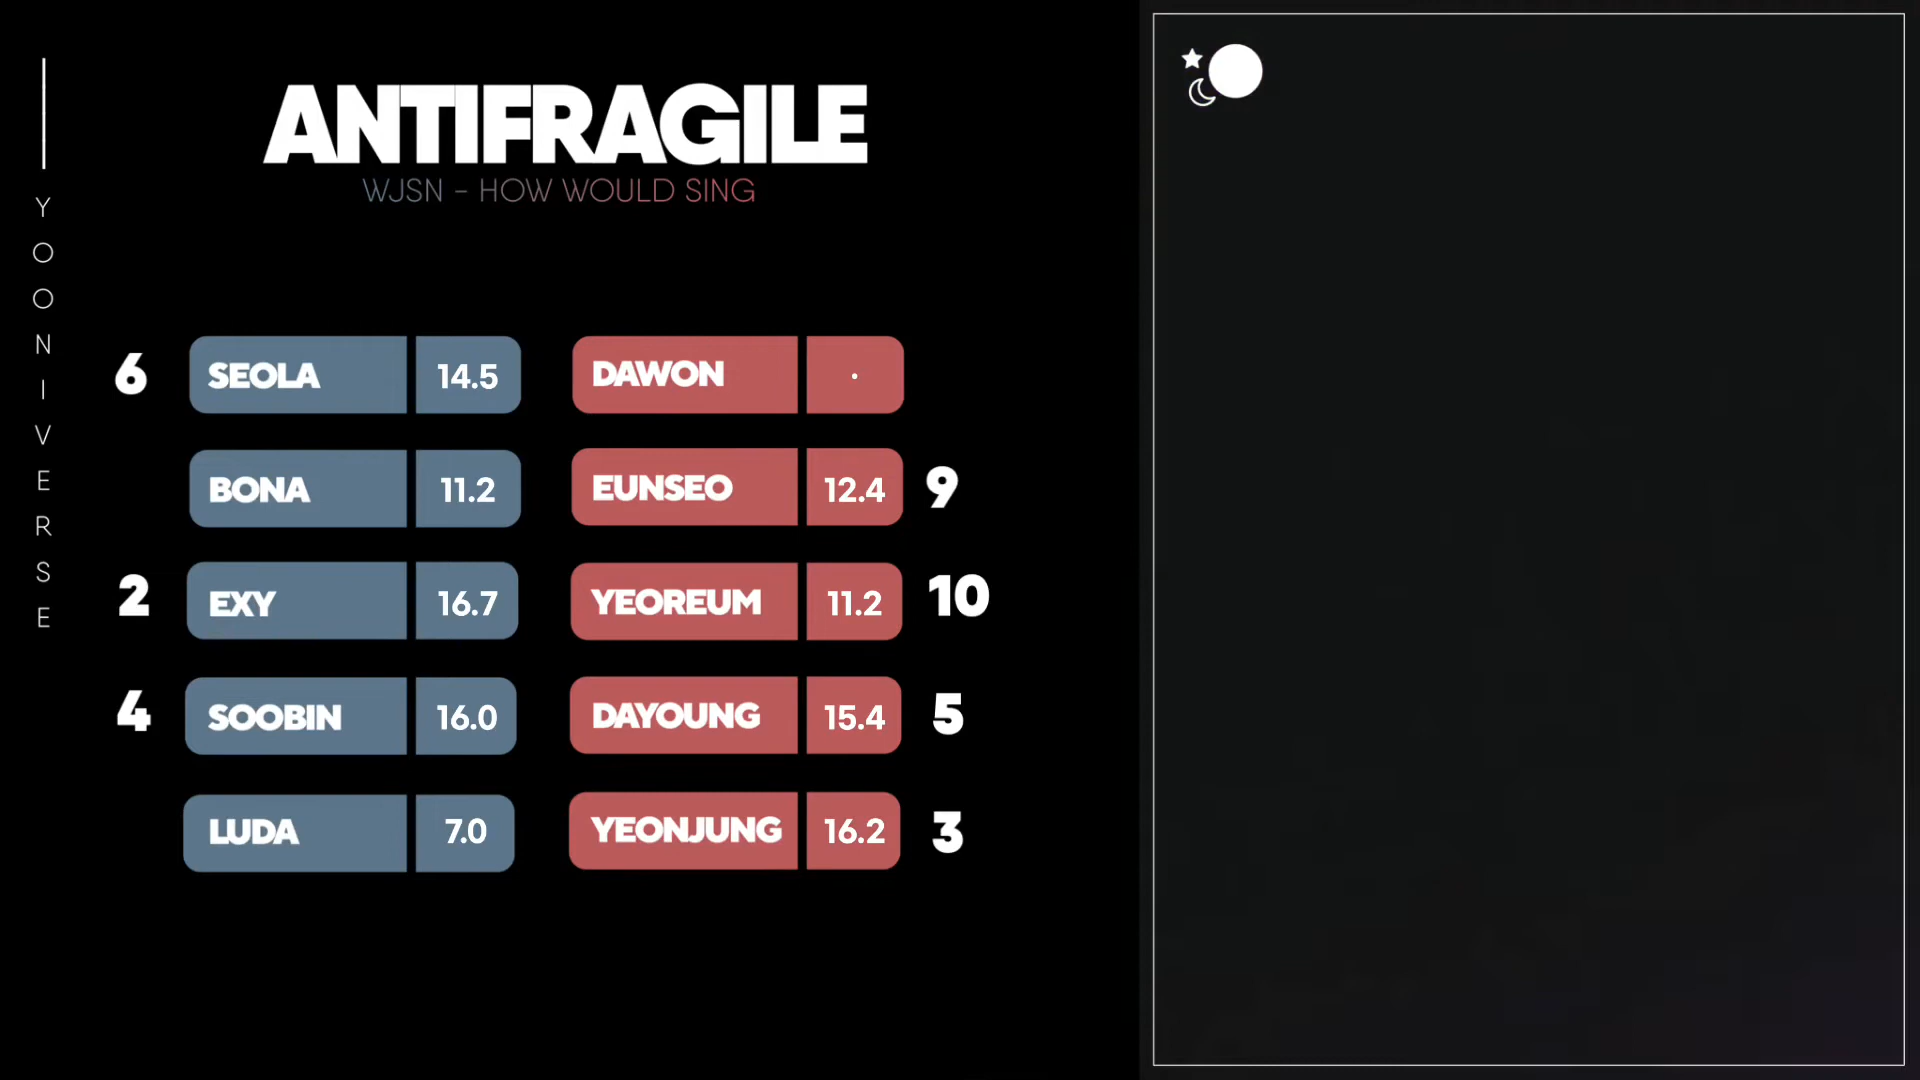 YOONIVERSE
ANTIFRAGILE
WJSN - HOW WOULD SING
6 SEOLA 14.5 DAWON ·
BONA 11.2 EUNSEO 12.4 9
2 EXY 16.7 YEOREUM 11.2 10
4 SOOBIN 16.0 DAYOUNG 15.4 5
LUDA 7.0 YEONJUNG 16.2 3